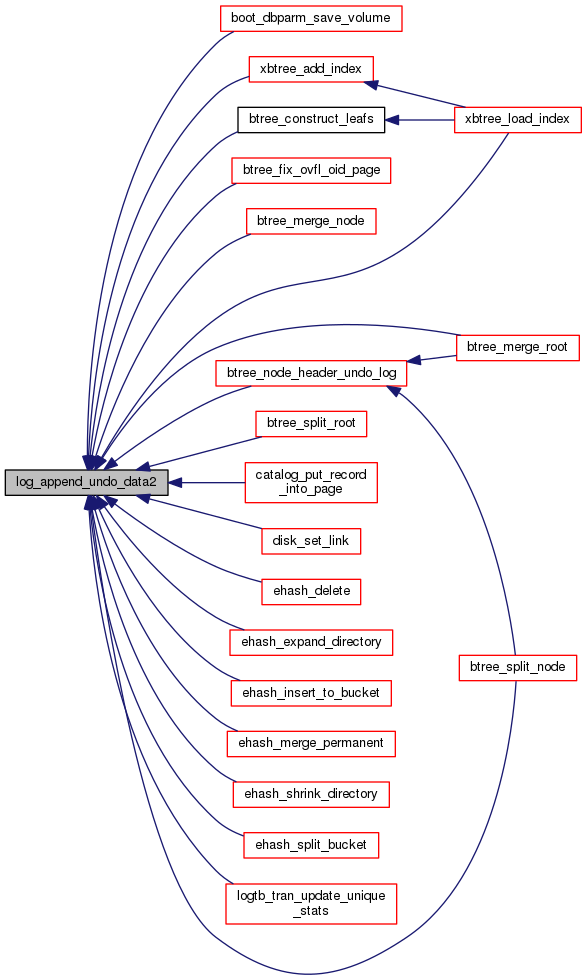 boot_dbparm_save_volume
xbtree_add_index
btree_construct_leafs
xbtree_load_index
btree_fix_ovfl_oid_page
btree_merge_node
btree_merge_root
btree_node_header_undo_log
btree_split_root
log_append_undo_data2
catalog_put_record
_into_page
disk_set_link
ehash_delete
ehash_expand_directory
btree_split_node
ehash_insert_to_bucket
ehash_merge_permanent
ehash_shrink_directory
ehash_split_bucket
logtb_tran_update_unique
_stats